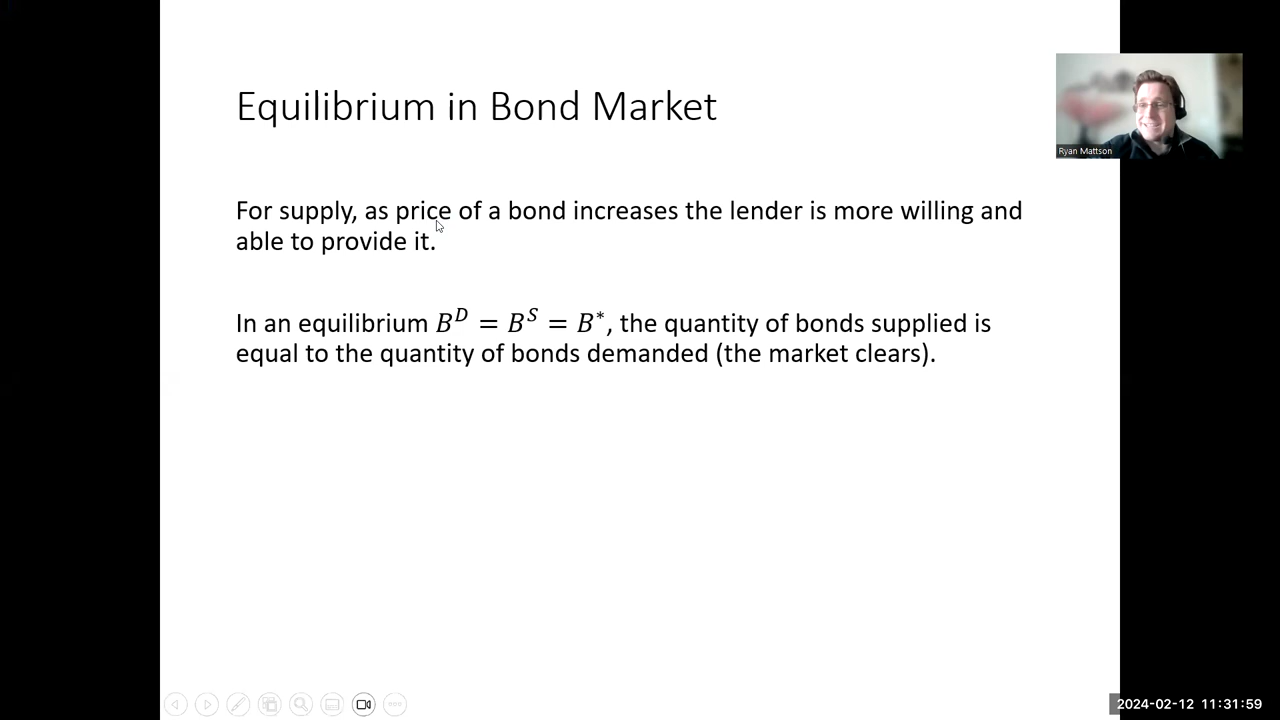 Equilibrium in Bond Market
Ryan Mattson
For supply, as price of a bond increases the lender is more willing and
able to provide it.
In an equilibrium B^D = B^S = B^*, the quantity of bonds supplied is
equal to the quantity of bonds demanded (the market clears).
2024-02-12 11:31:59